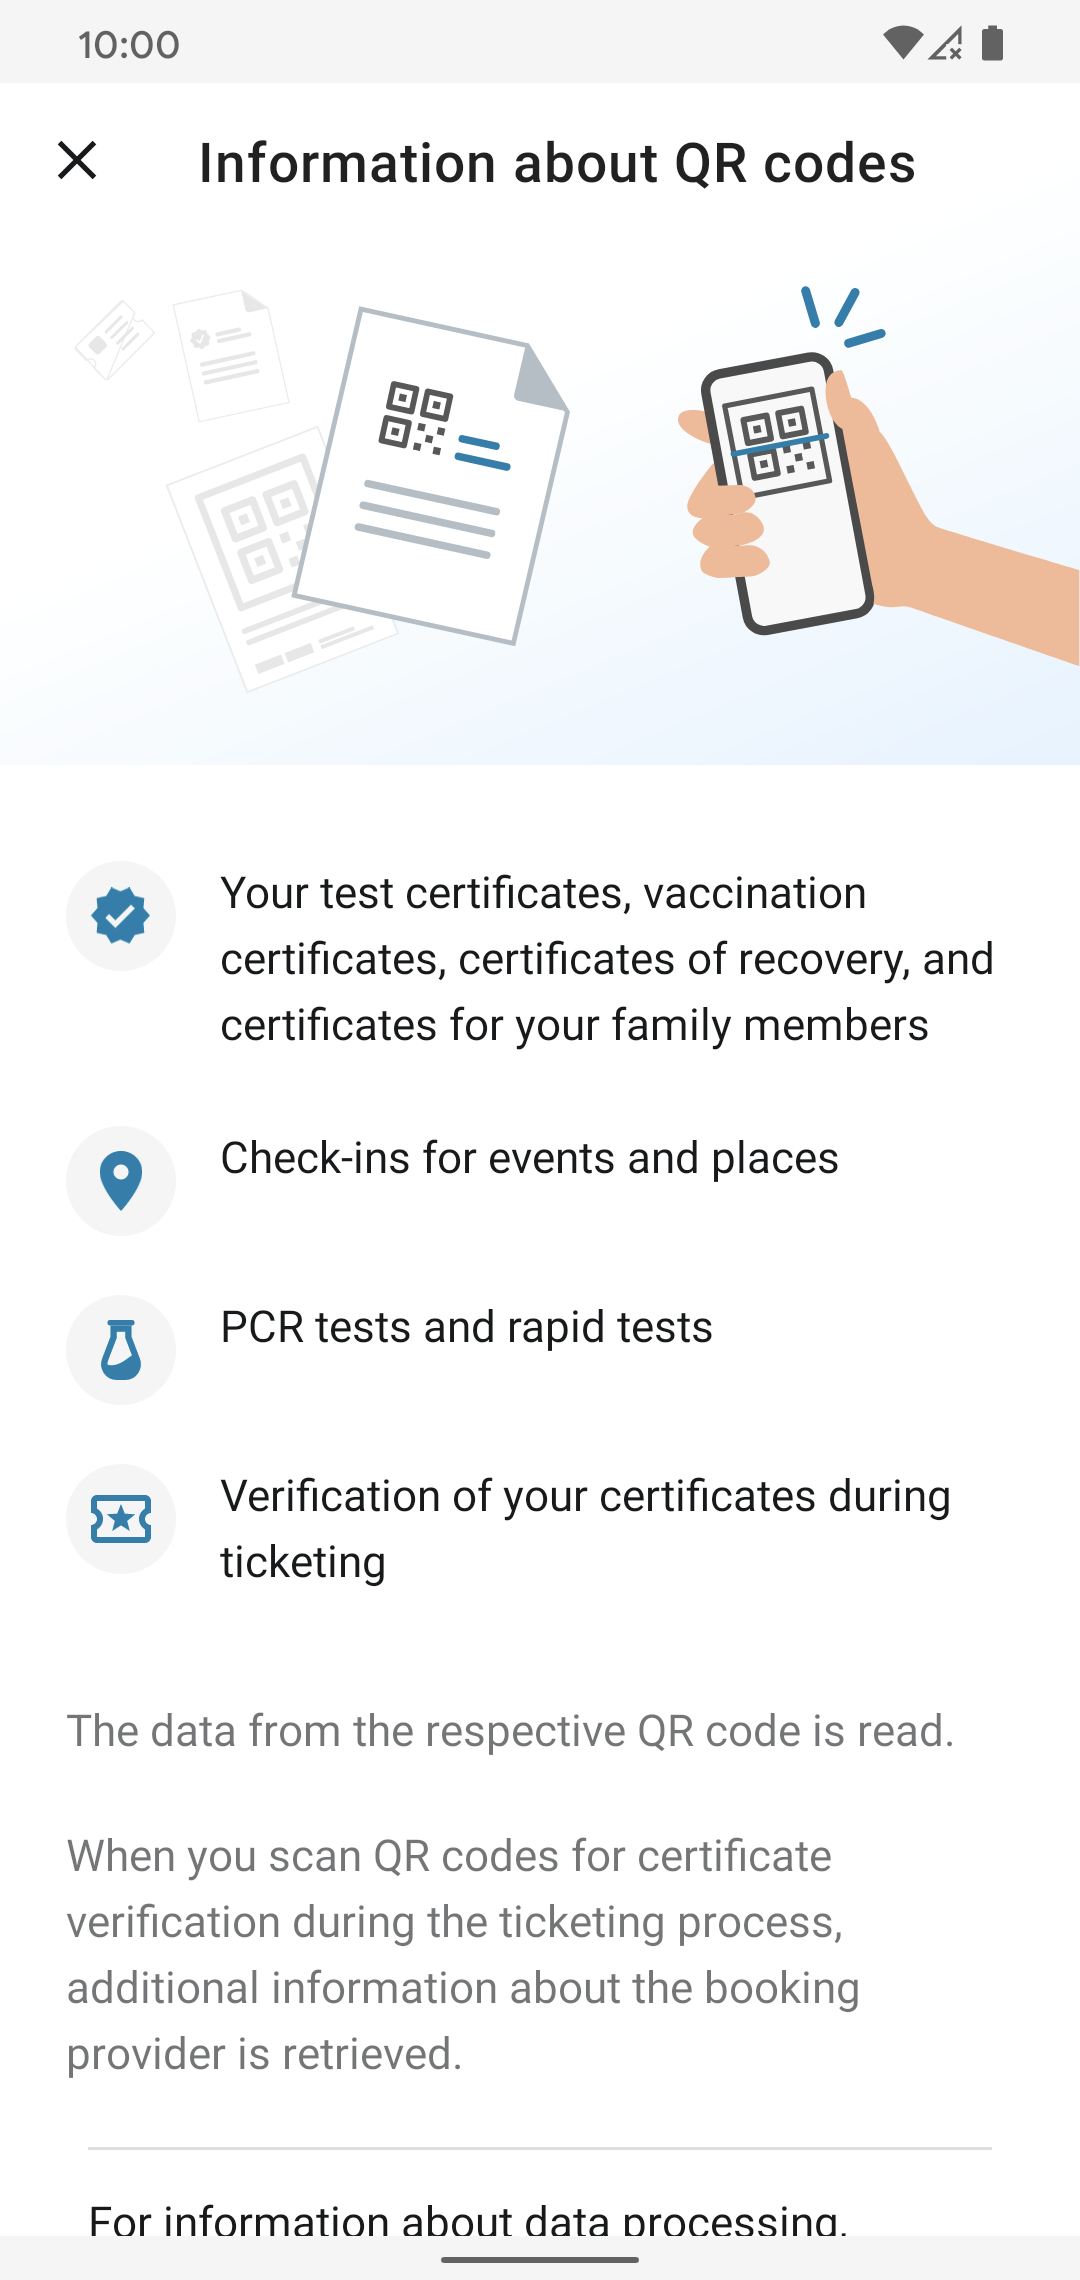 10:00
Information about QR codes
Your test certificates, vaccination
certificates, certificates of recovery, and
certificates for your family members
Check-ins for events and places
PCR tests and rapid tests
Verification of your certificates during
ticketing
The data from the respective QR code is read.
When you scan QR codes for certificate
verification during the ticketing process,
additional information about the booking
provider is retrieved.
For information about data processing,